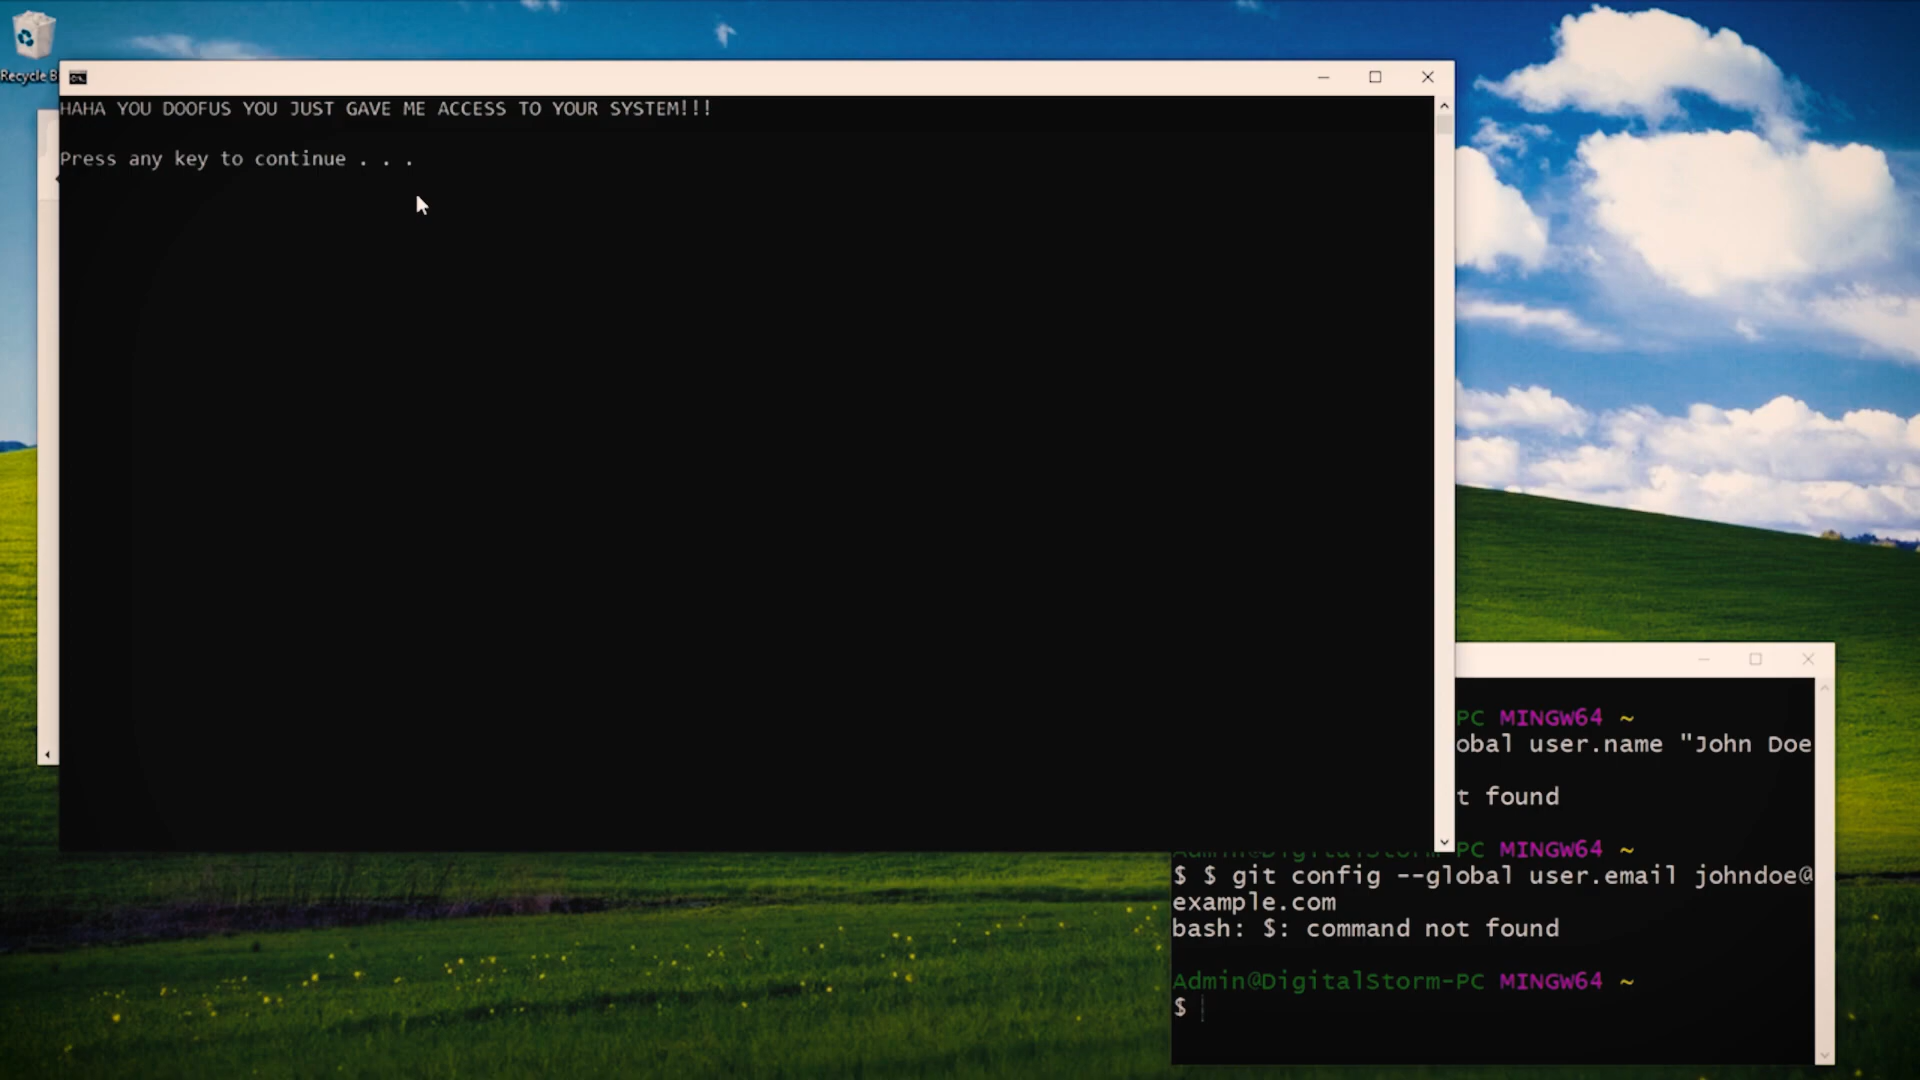 Recycle B
HAHA YOU DOOFUS YOU JUST GAVE ME ACCESS TO YOUR SYSTEM!!!
Press any key to continue . . .
PC MINGW64 ~
obal user.name "John Doe
t found
Admin@DigitalStorm-PC MINGW64 ~
$ $ git config --global user.email johndoe@
example.com
bash: $: command not found
Admin@DigitalStorm-PC MINGW64 ~
$